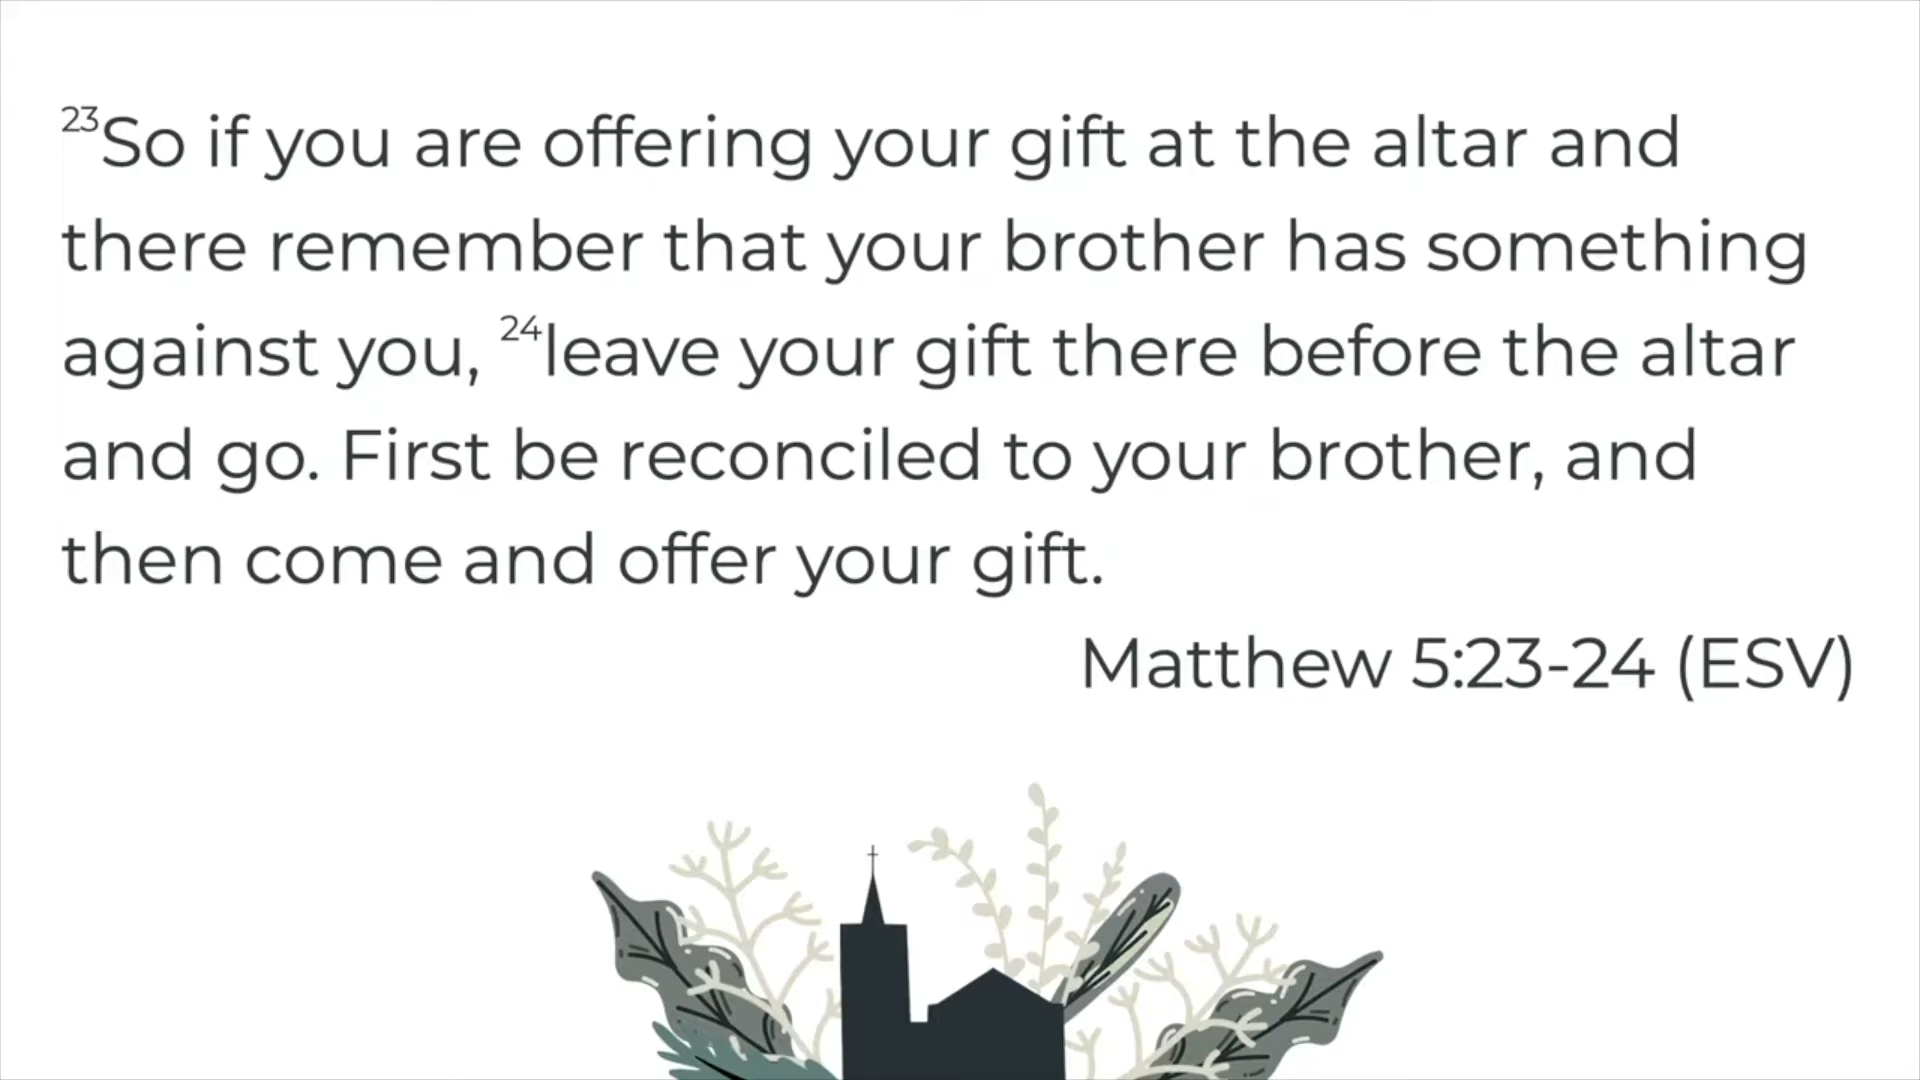 23So if you are offering your gift at the altar and
there remember that your brother has something
against you, 24leave your gift there before the altar
and go. First be reconciled to your brother, and
then come and offer your gift.
Matthew 5:23-24 (ESV)